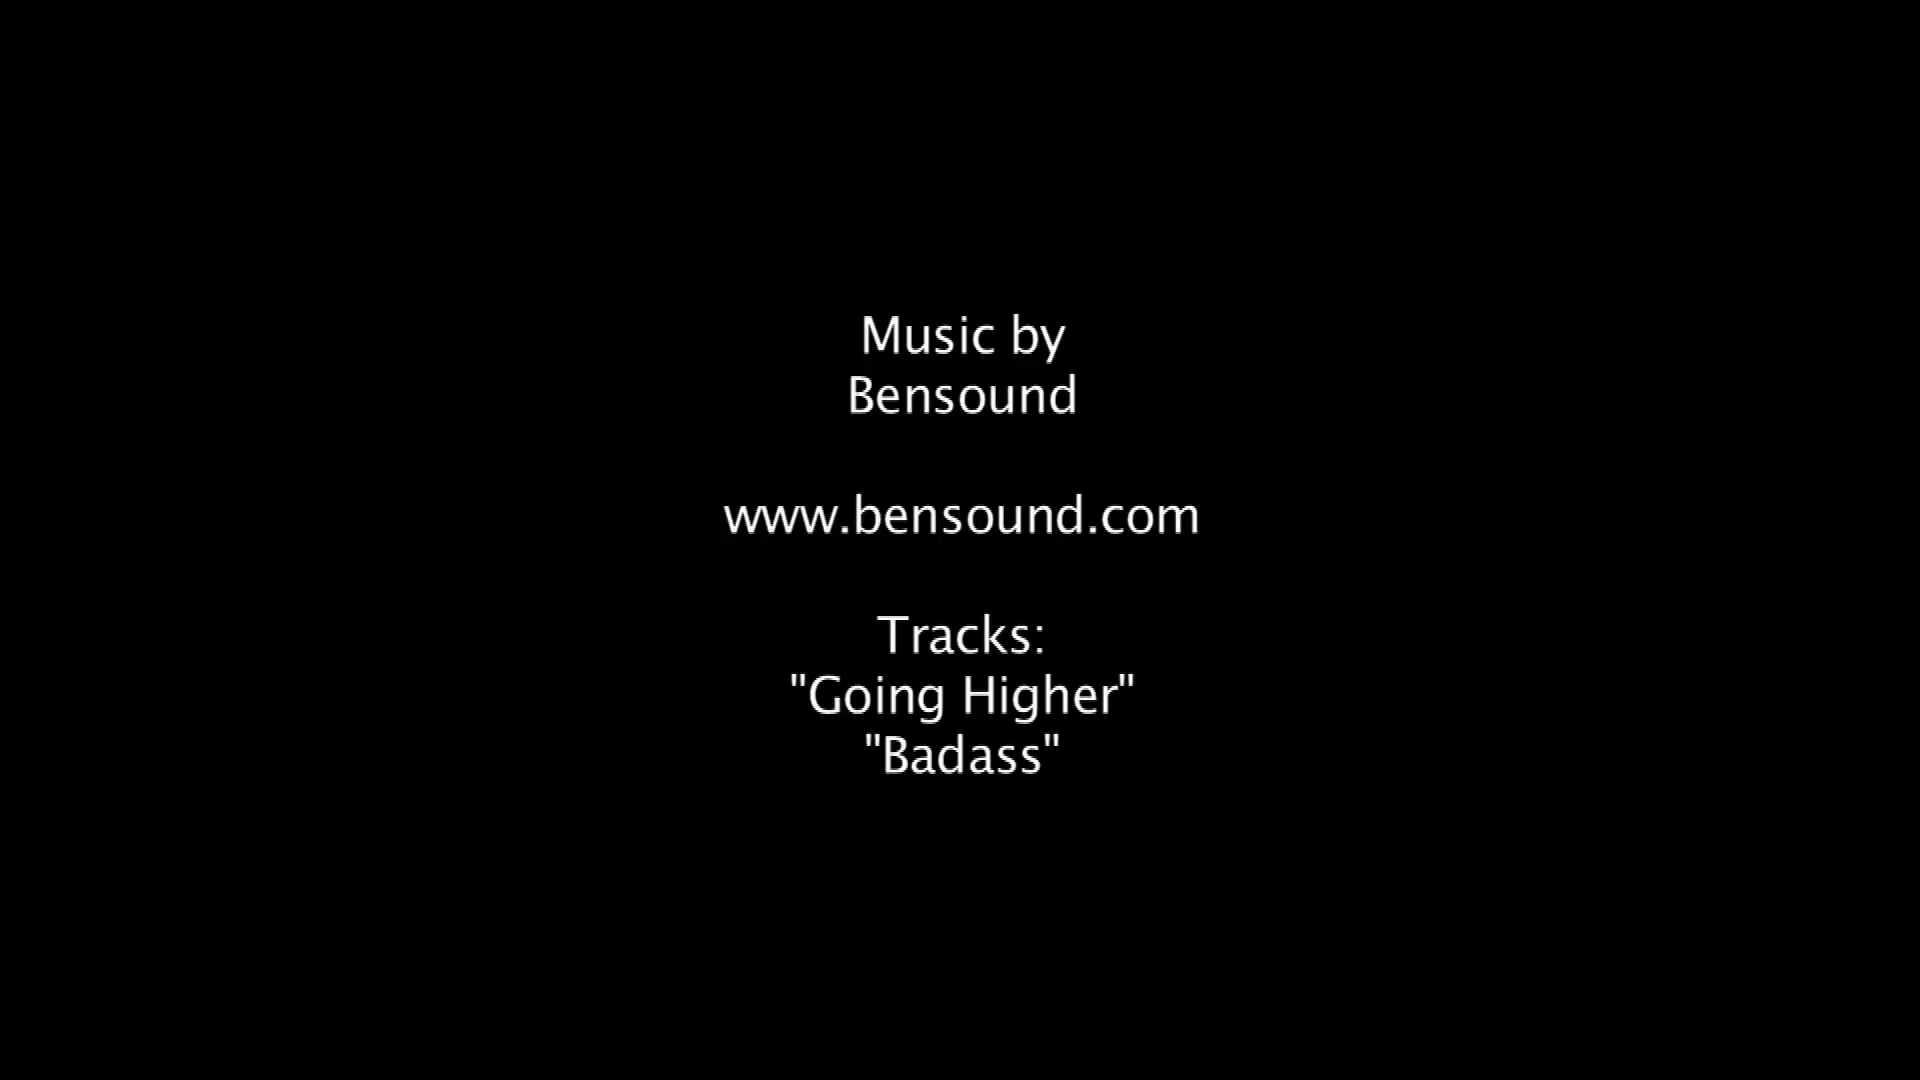 Music by
Bensound
www.bensound.com
Tracks:
"Going Higher"
"Badass"